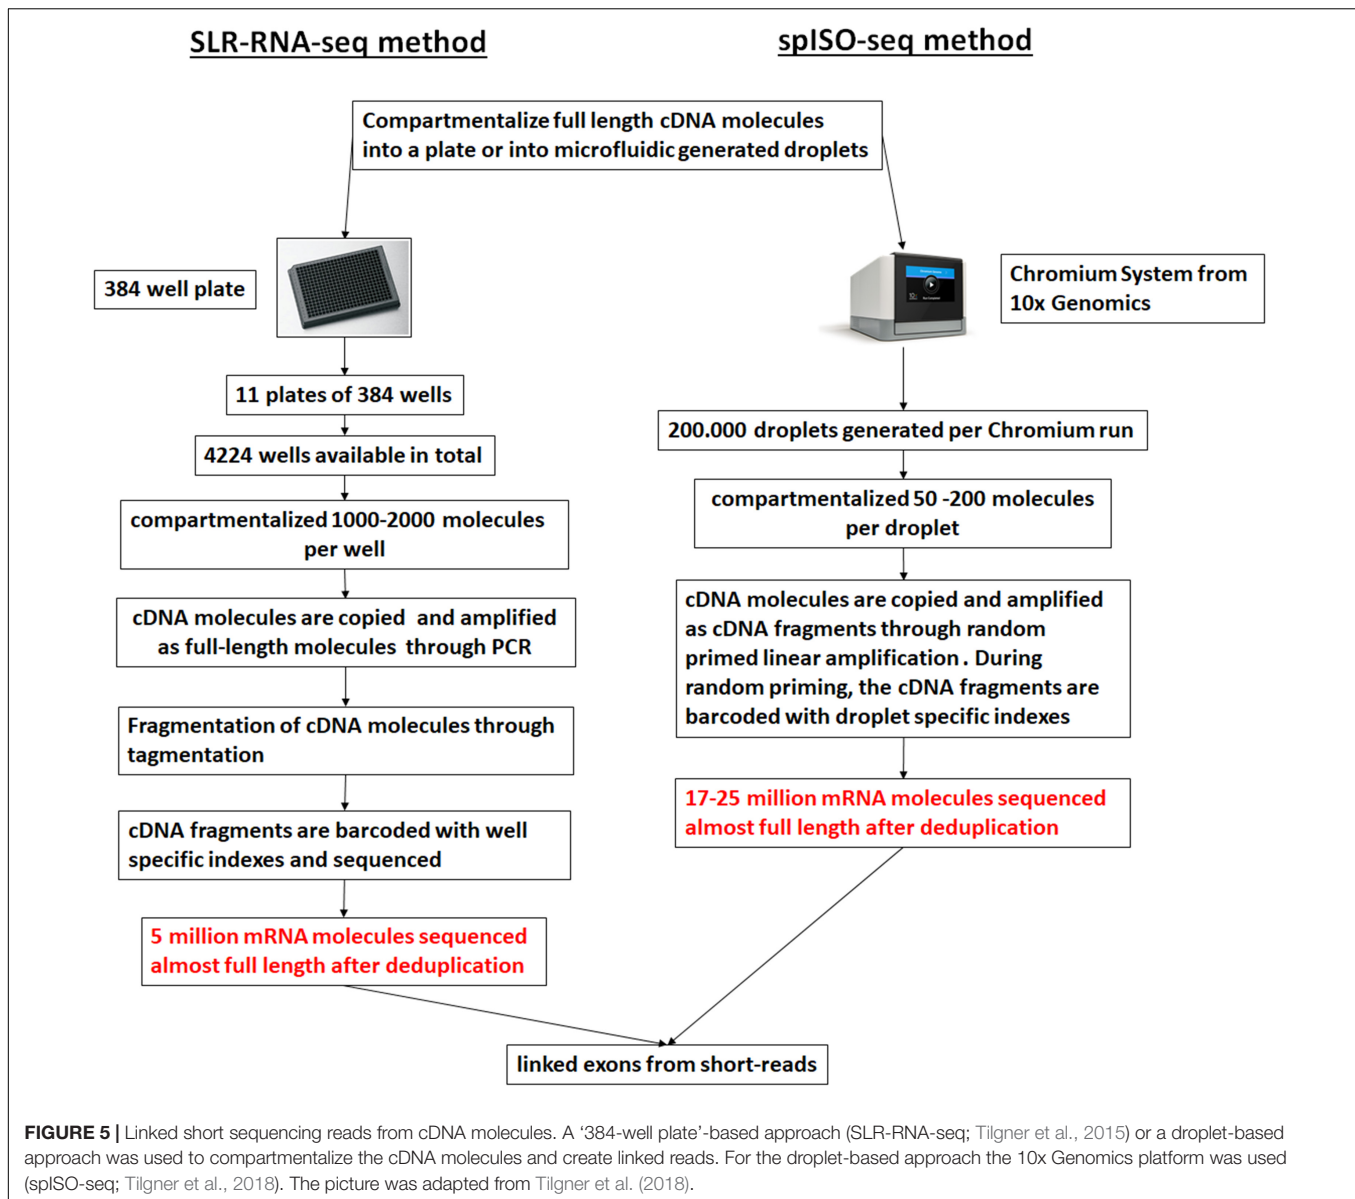 SLR-RNA-seq method
spISO-seq method
Compartmentalize full length cDNA molecules
into a plate or into microfluidic generated droplets
384 well plate
Chromium System from
10x Genomics
11 plates of 384 wells
4224 wells available in total
compartmentalized 1000-2000 molecules
per well
cDNA molecules are copied and amplified
as full-length molecules through PCR
Fragmentation of cDNA molecules through
tagmentation
cDNA fragments are barcoded with well
specific indexes and sequenced
5 million mRNA molecules sequenced
almost full length after deduplication
200.000 droplets generated per Chromium run
compartmentalized 50 -200 molecules
per droplet
cDNA molecules are copied and amplified
as cDNA fragments through random
primed linear amplification . During
random priming, the cDNA fragments are
barcoded with droplet specific indexes
17-25 million mRNA molecules sequenced
almost full length after deduplication
linked exons from short-reads
FIGURE 5 | Linked short sequencing reads from cDNA molecules. A ‘384-well plate’-based approach (SLR-RNA-seq; Tilgner et al., 2015) or a droplet-based
approach was used to compartmentalize the cDNA molecules and create linked reads. For the droplet-based approach the 10x Genomics platform was used
(spISO-seq; Tilgner et al., 2018). The picture was adapted from Tilgner et al. (2018).